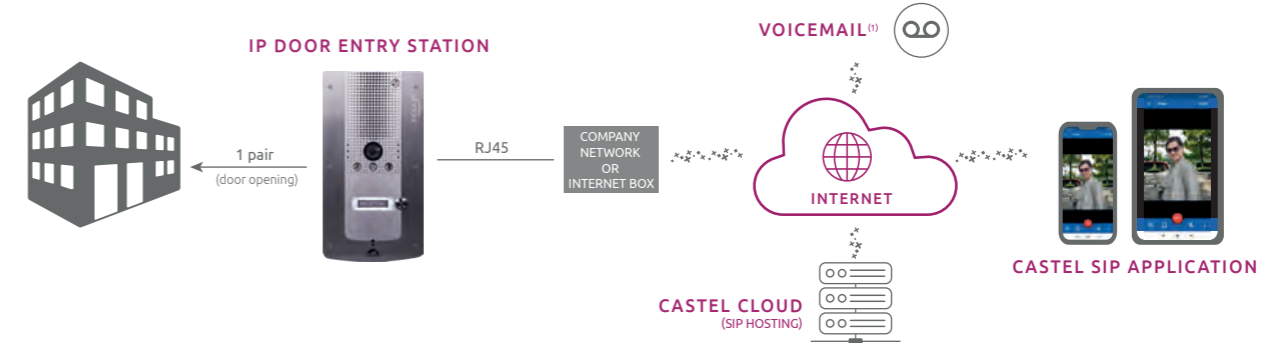 VOICEMAIL(1)
IP DOOR ENTRY STATION
1 pair
(door opening)
RJ45
COMPANY
NETWORK
OR
INTERNET BOX
INTERNET
CASTEL SIP APPLICATION
CASTEL CLOUD
(SIP HOSTING)